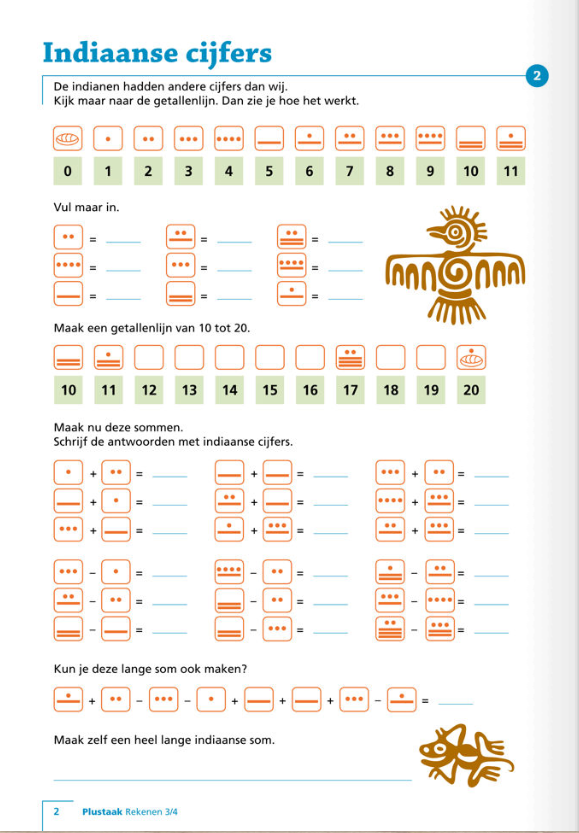 Indiaanse cijfers
2
De indianen hadden andere cijfers dan wij.
Kijk maar naar de getallenlijn. Dan zie je hoe het werkt.
0 1 2 3 4 5 6 7 8 9 10 11
Vul maar in.
= = =
= = =
= = =
Maak een getallenlijn van 10 tot 20.
10 11 12 13 14 15 16 17 18 19 20
Maak nu deze sommen.
Schrijf de antwoorden met indiaanse cijfers.
+ = + = + =
+ = + = + =
+ = + = + =
– = – = – =
– = – = – =
– = – = – =
Kun je deze lange som ook maken?
+ – – + + + – =
Maak zelf een heel lange indiaanse som.
2 Plustaak Rekenen 3/4